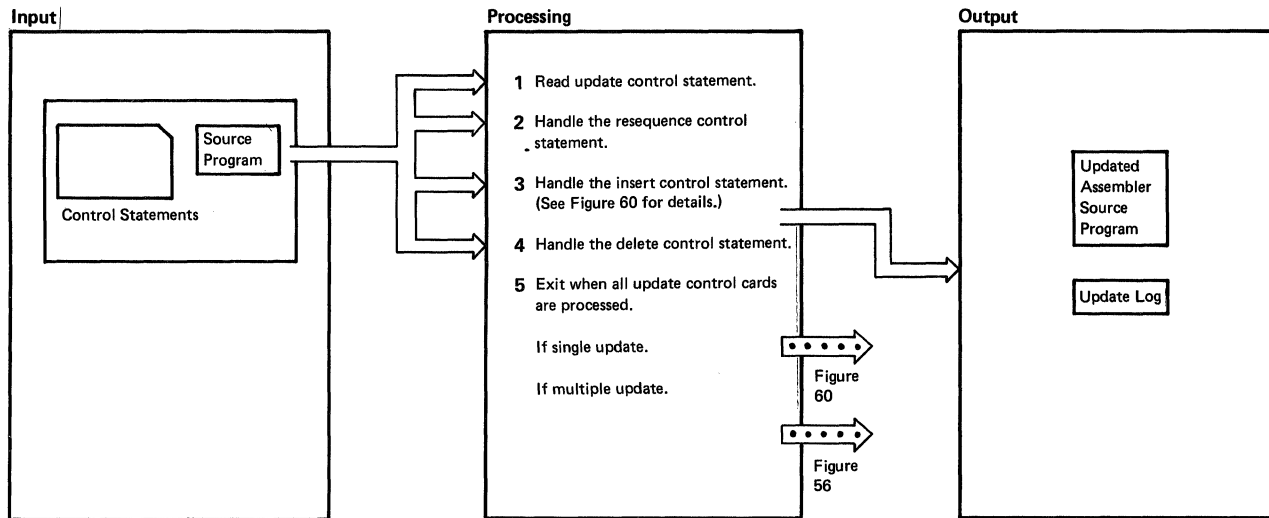 Input
Source
Program
Control Statements
Processing
1 Read update control statement.
2 Handle the resequence control
statement.
3 Handle the insert control statement.
(See Figure 60 for details.)
4 Handle the delete control statement.
5 Exit when all update control cards
are processed.
If single update.
If multiple update.
Figure
60
Figure
56
Output
Updated
Assembler
Source
Program
Update Log